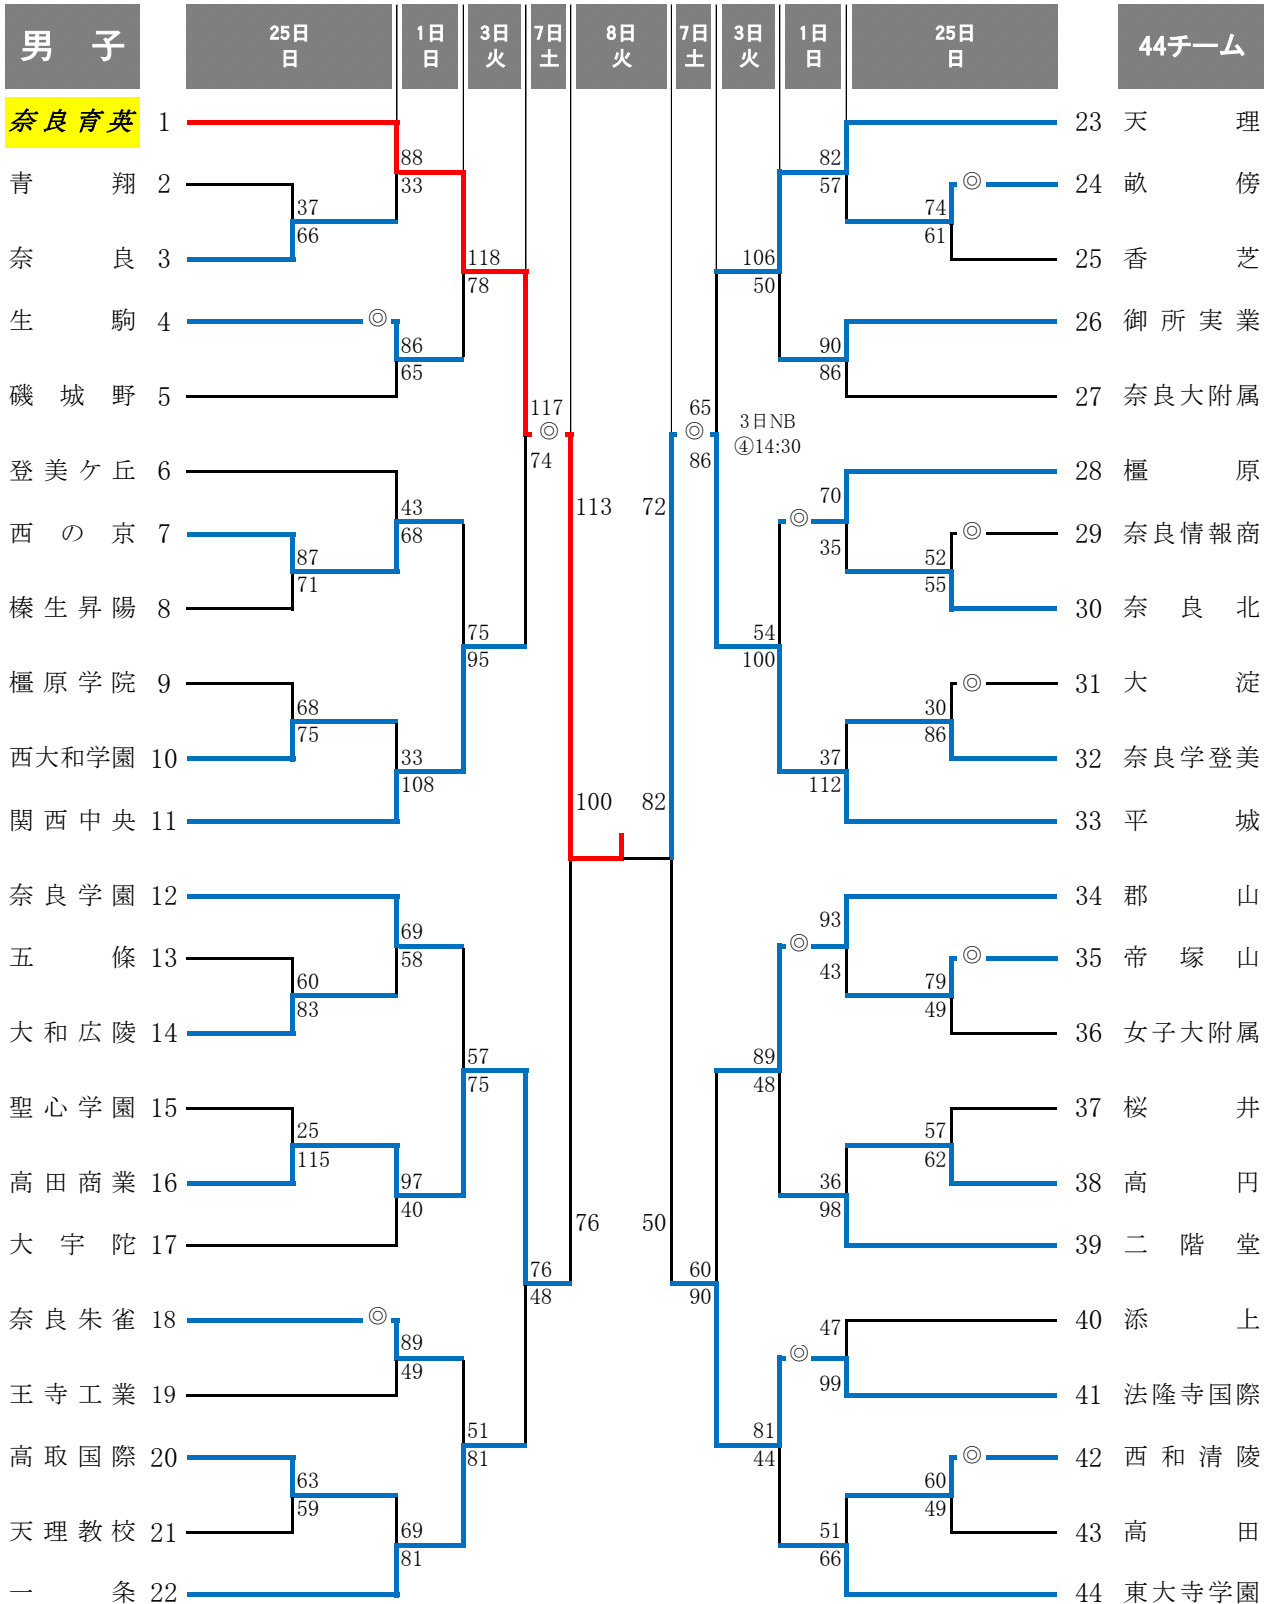 男 子
25日
日
1日
日
3日
火
7日
土
8日
火
7日
土
3日
火
1日
日
25日
日
44チーム
奈良育英 1
青翔 2
奈良 3
生駒 4
磯城野 5
登美ケ丘 6
西の京 7
榛生昇陽 8
橿原学院 9
西大和学園 10
関西中央 11
奈良学園 12
五條 13
大和広陵 14
聖心学園 15
高田商業 16
大宇陀 17
奈良朱雀 18
王寺工業 19
高取国際 20
天理教校 21
一条 22
37
66
87
71
68
75
60
83
25
115
63
59
88
33
◎
86
65
43
68
33
108
69
58
97
40
◎
89
49
69
81
118
78
75
95
57
75
51
81
117
◎
74
76
48
113 72
100 82
76 50
65
◎
86
60
90
3日NB
④14:30
106
50
54
100
89
48
81
44
82
57
90
86
70
◎
35
37
112
93
◎
43
36
98
47
◎
99
51
66
◎
74
61
◎
52
55
◎
30
86
◎
79
49
57
62
◎
60
49
23 天理
24 畝傍
25 香芝
26 御所実業
27 奈良大附属
28 橿原
29 奈良情報商
30 奈良北
31 大淀
32 奈良学登美
33 平城
34 郡山
35 帝塚山
36 女子大附属
37 桜井
38 高円
39 二階堂
40 添上
41 法隆寺国際
42 西和清陵
43 高田
44 東大寺学園